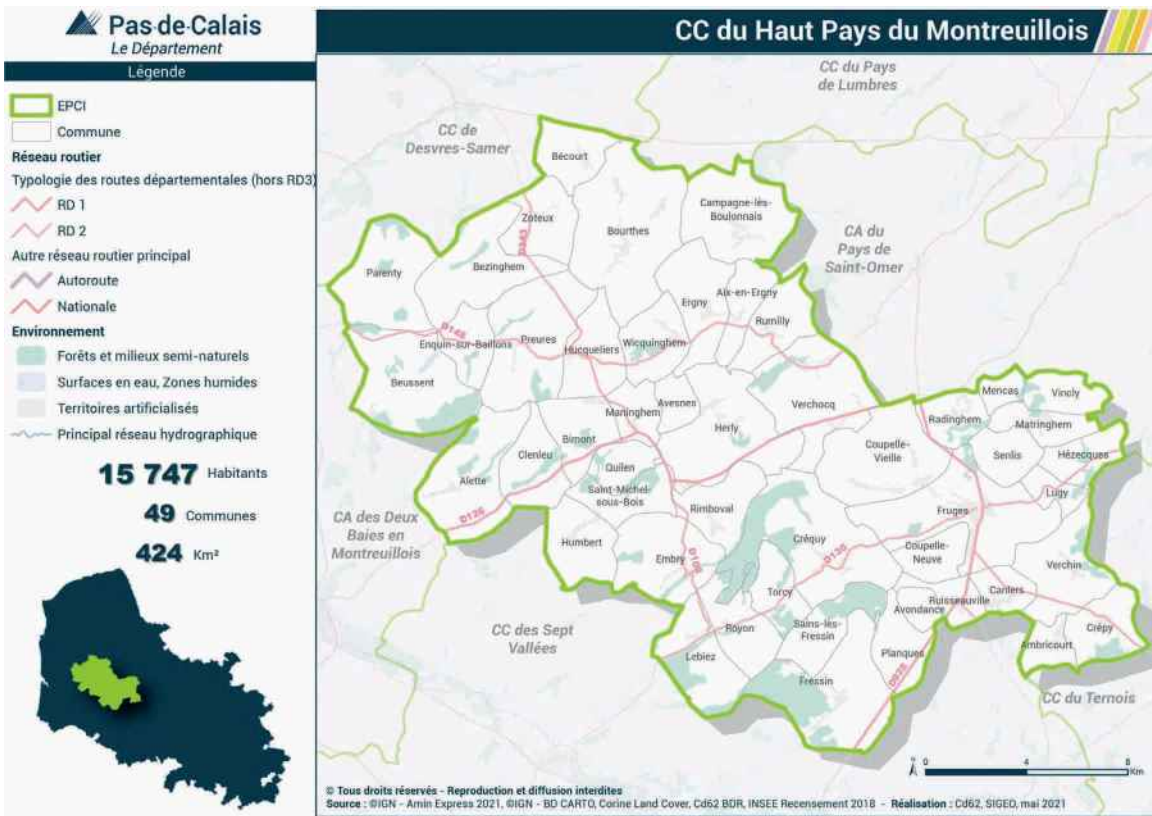 Pas-de-Calais
Le Département
CC du Haut Pays du Montreuillois
Légende
EPCI
Commune
Réseau routier
Typologie des routes départementales (hors RD3)
RD 1
RD 2
Autre réseau routier principal
Autoroute
Nationale
Environnement
Forêts et milieux semi-naturels
Surfaces en eau, Zones humides
Territoires artificialisés
Principal réseau hydrographique
15 747 Habitants
49 Communes
424 Km²
CC du Pays
de Lumbres
CC de
Desvres-Samer
Bécourt
Campagne-lès-
Boulonnais
Zoteux
Bourthes
CA du
Pays de
Saint-Omer
Bezinghem
Parenty
Aix-en-Ergny
Ergny
Rumilly
D148
Enquin-sur-Baillons
Preures
Hucqueliers
Wicquinghem
Beussent
Avesnes
Verchocq
Maninghem
Mencas
Vincly
Radinghem
Matringhem
Herly
Bimont
Clenleu
Coupelle-
Vieille
Senlis
Hézecques
Quilen
Alette
Saint-Michel-
sous-Bois
Lugy
Rimboval
D126
Fruges
CA des Deux
Baies en
Montreuillois
Humbert
Créquy
Coupelle-
Neuve
Embry
D108
D130
Verchin
Torcy
Canlers
Ruisseauville
Avondance
Royon
Sains-lès-
Fressin
Crépy
CC des Sept
Vallées
Ambricourt
Lebiez
Planques
Fressin
D928
CC du Ternois
0 4 8
Km
© Tous droits réservés - Reproduction et diffusion interdites
Source : ©IGN - Amin Express 2021, ©IGN - BD CARTO, Corine Land Cover, Cd62 BDR, INSEE Recensement 2018 - Réalisation : Cd62, SIGEO, mai 2021